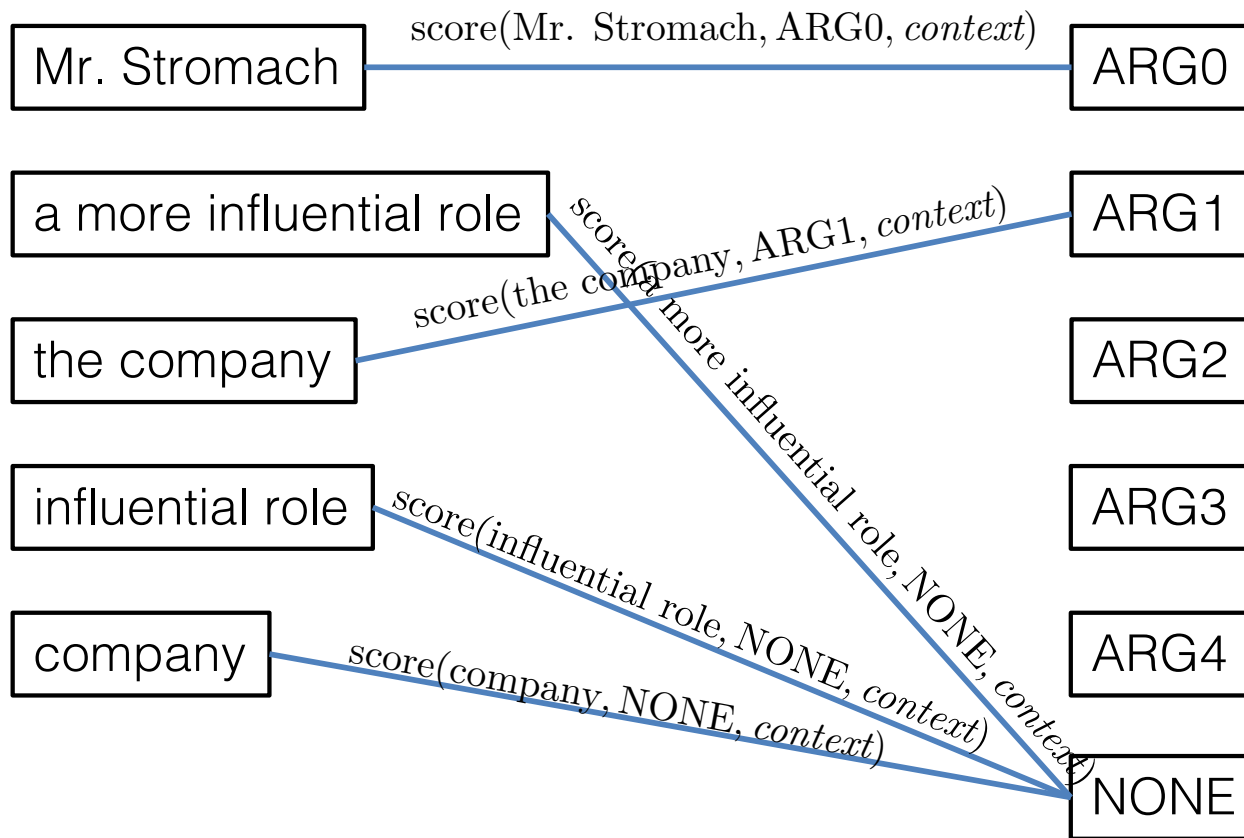 score(Mr. Stromach, ARG0, context)
Mr. Stromach
ARG0
a more influential role
score(a more influential role, NONE, context)
ARG1
score(the company, ARG1, context)
the company
ARG2
influential role
score(influential role, NONE, context)
ARG3
company
score(company, NONE, context)
ARG4
NONE